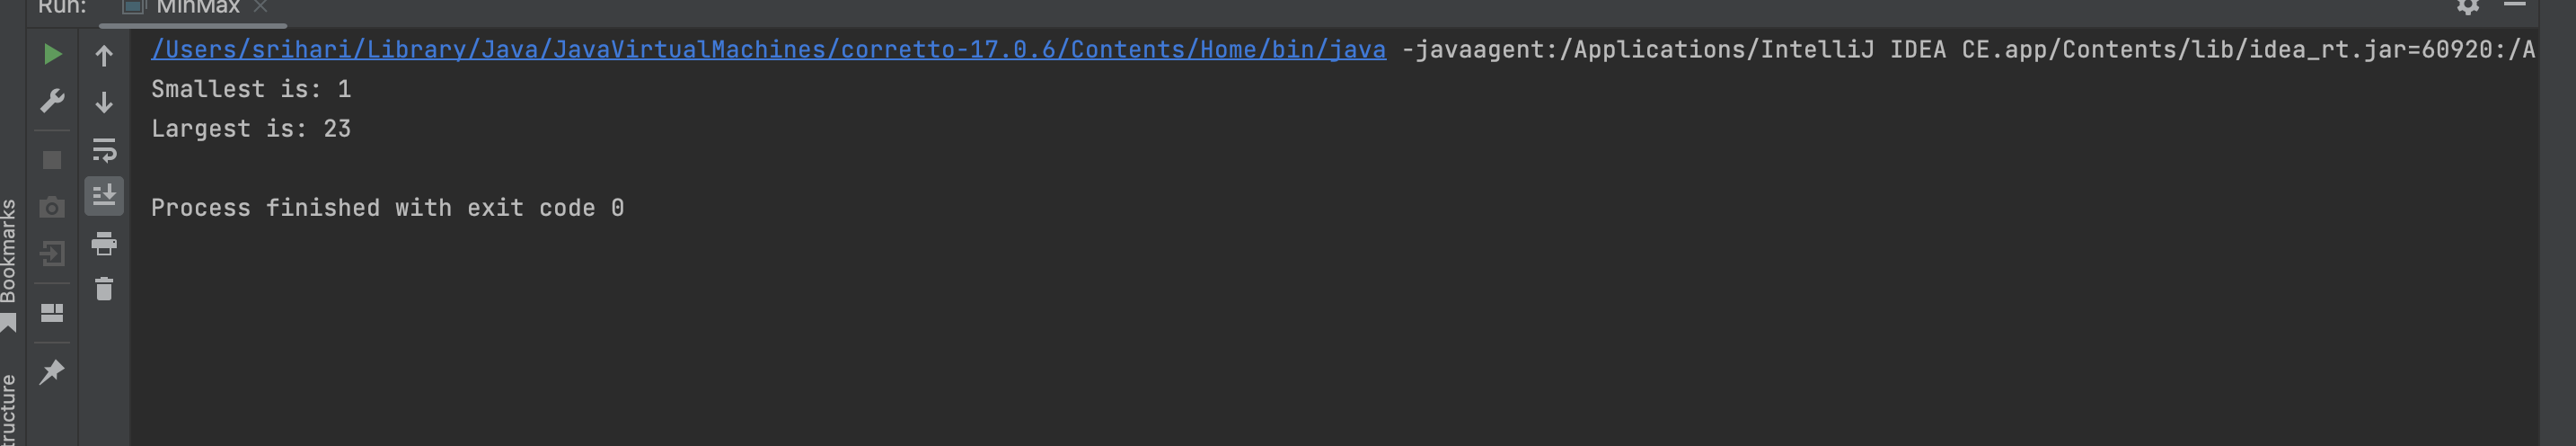 Run: MinMax
/Users/srihari/Library/Java/JavaVirtualMachines/corretto-17.0.6/Contents/Home/bin/java -javaagent:/Applications/IntelliJ IDEA CE.app/Contents/lib/idea_rt.jar=60920:/A
Smallest is: 1
Largest is: 23
Process finished with exit code 0
Bookmarks
tructure